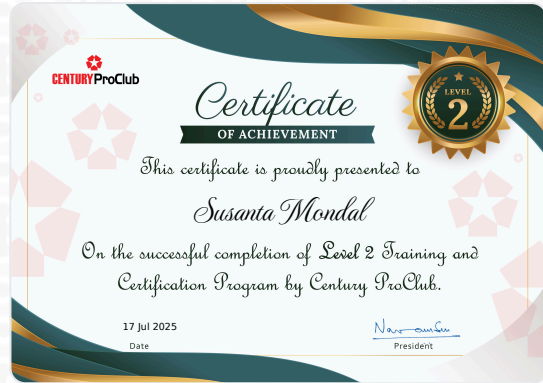 CENTURY ProClub
Certificate
OF ACHIEVEMENT
LEVEL
2
This certificate is proudly presented to
Susanta Mondal
On the successful completion of Level 2 Training and
Certification Program by Century ProClub.
17 Jul 2025
Date
President